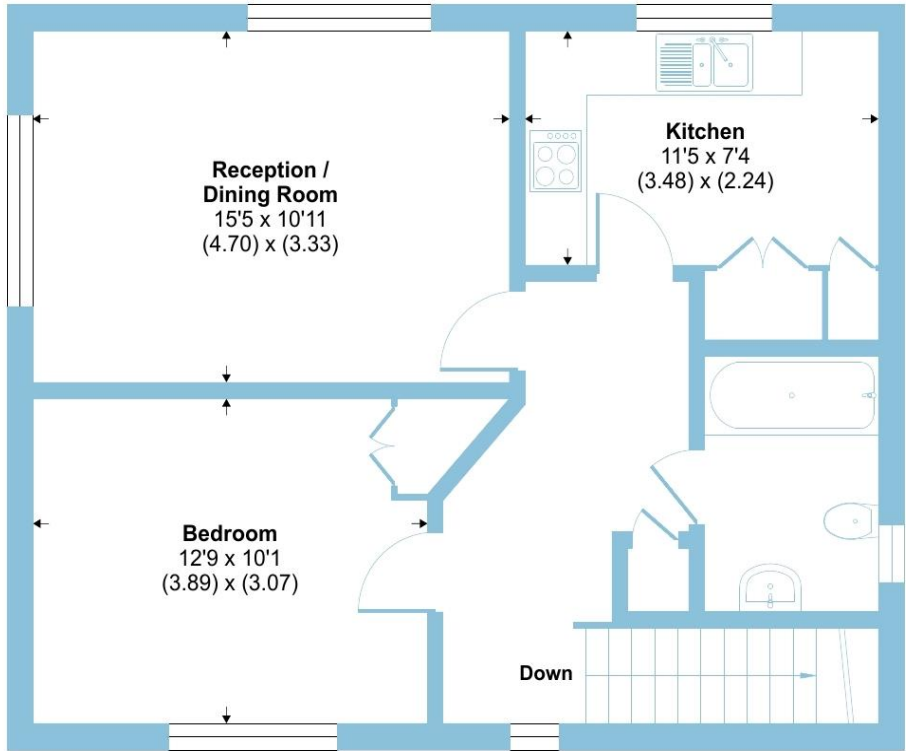 Reception /
Dining Room
15'5 x 10'11
(4.70) x (3.33)
Kitchen
11'5 x 7'4
(3.48) x (2.24)
Bedroom
12'9 x 10'1
(3.89) x (3.07)
Down